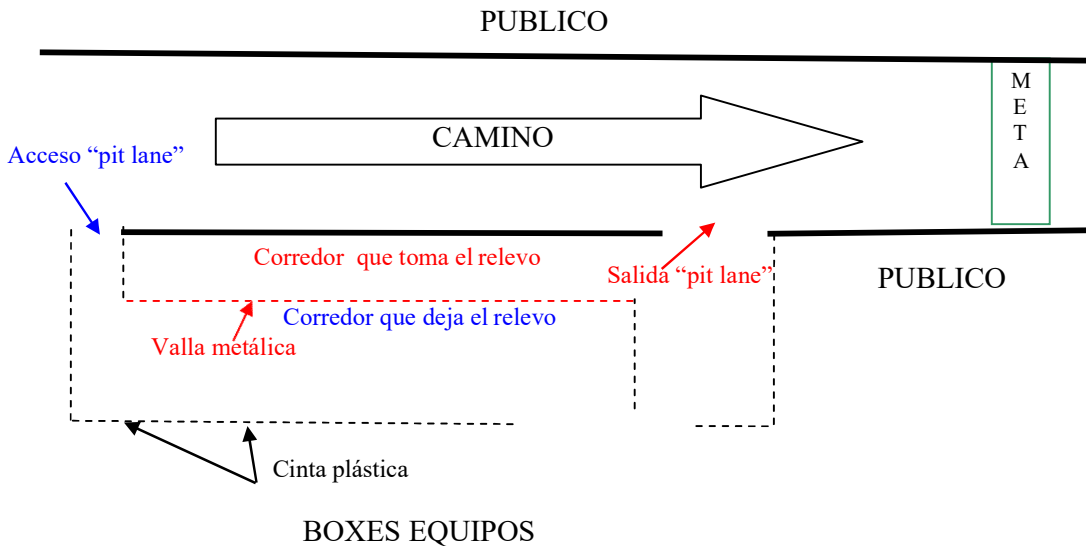 PUBLICO
M
E
T
A
CAMINO
Acceso “pit lane”
Corredor que toma el relevo
Salida “pit lane”
PUBLICO
Corredor que deja el relevo
Valla metálica
Cinta plástica
BOXES EQUIPOS